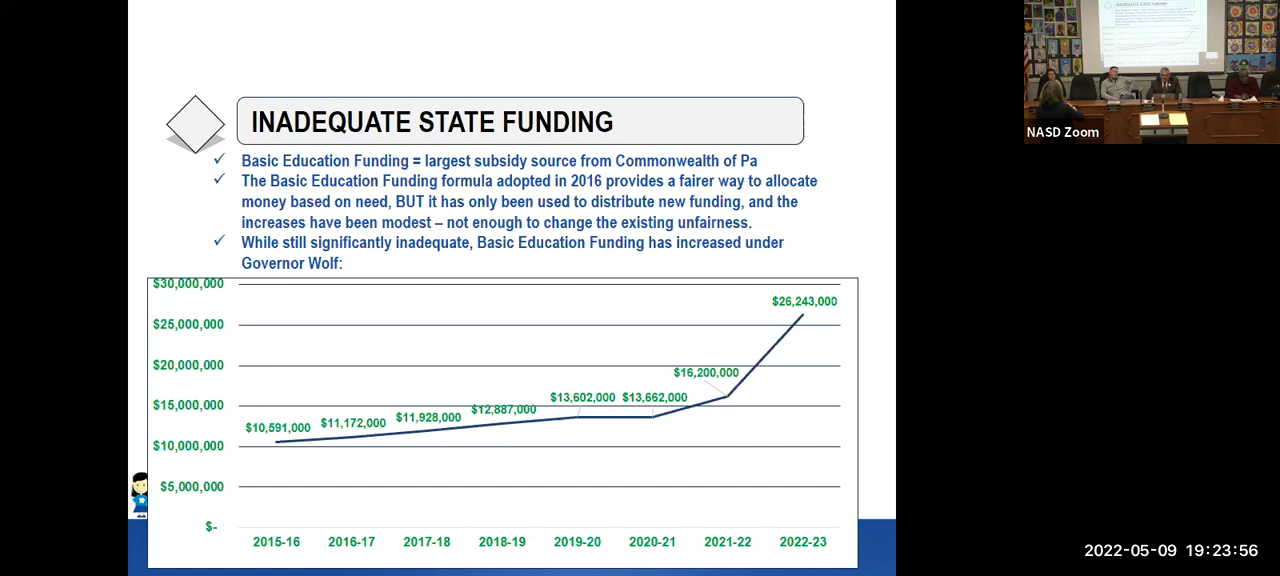 INADEQUATE STATE FUNDING
✓ Basic Education Funding = largest subsidy source from Commonwealth of Pa
✓ The Basic Education Funding formula adopted in 2016 provides a fairer way to allocate
money based on need, BUT it has only been used to distribute new funding, and the
increases have been modest – not enough to change the existing unfairness.
✓ While still significantly inadequate, Basic Education Funding has increased under
Governor Wolf:
$30,000,000
$25,000,000
$20,000,000
$15,000,000
$10,000,000
$5,000,000
$-
$10,591,000
$11,172,000
$11,928,000
$12,887,000
$13,602,000
$13,662,000
$16,200,000
$26,243,000
2015-16 2016-17 2017-18 2018-19 2019-20 2020-21 2021-22 2022-23
INADEQUATE STATE FUNDING
NASD Zoom
2022-05-09 19:23:56